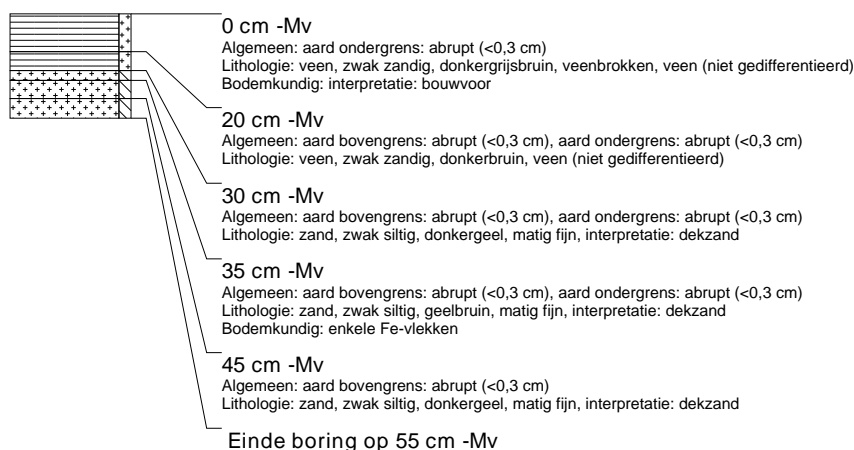 0 cm -Mv
Algemeen: aard ondergrens: abrupt (<0,3 cm)
Lithologie: veen, zwak zandig, donkergrijsbruin, veenbrokken, veen (niet gedifferentieerd)
Bodemkundig: interpretatie: bouwvoor
20 cm -Mv
Algemeen: aard bovengrens: abrupt (<0,3 cm), aard ondergrens: abrupt (<0,3 cm)
Lithologie: veen, zwak zandig, donkerbruin, veen (niet gedifferentieerd)
30 cm -Mv
Algemeen: aard bovengrens: abrupt (<0,3 cm), aard ondergrens: abrupt (<0,3 cm)
Lithologie: zand, zwak siltig, donkergeel, matig fijn, interpretatie: dekzand
35 cm -Mv
Algemeen: aard bovengrens: abrupt (<0,3 cm), aard ondergrens: abrupt (<0,3 cm)
Lithologie: zand, zwak siltig, geelbruin, matig fijn, interpretatie: dekzand
Bodemkundig: enkele Fe-vlekken
45 cm -Mv
Algemeen: aard bovengrens: abrupt (<0,3 cm)
Lithologie: zand, zwak siltig, donkergeel, matig fijn, interpretatie: dekzand
Einde boring op 55 cm -Mv